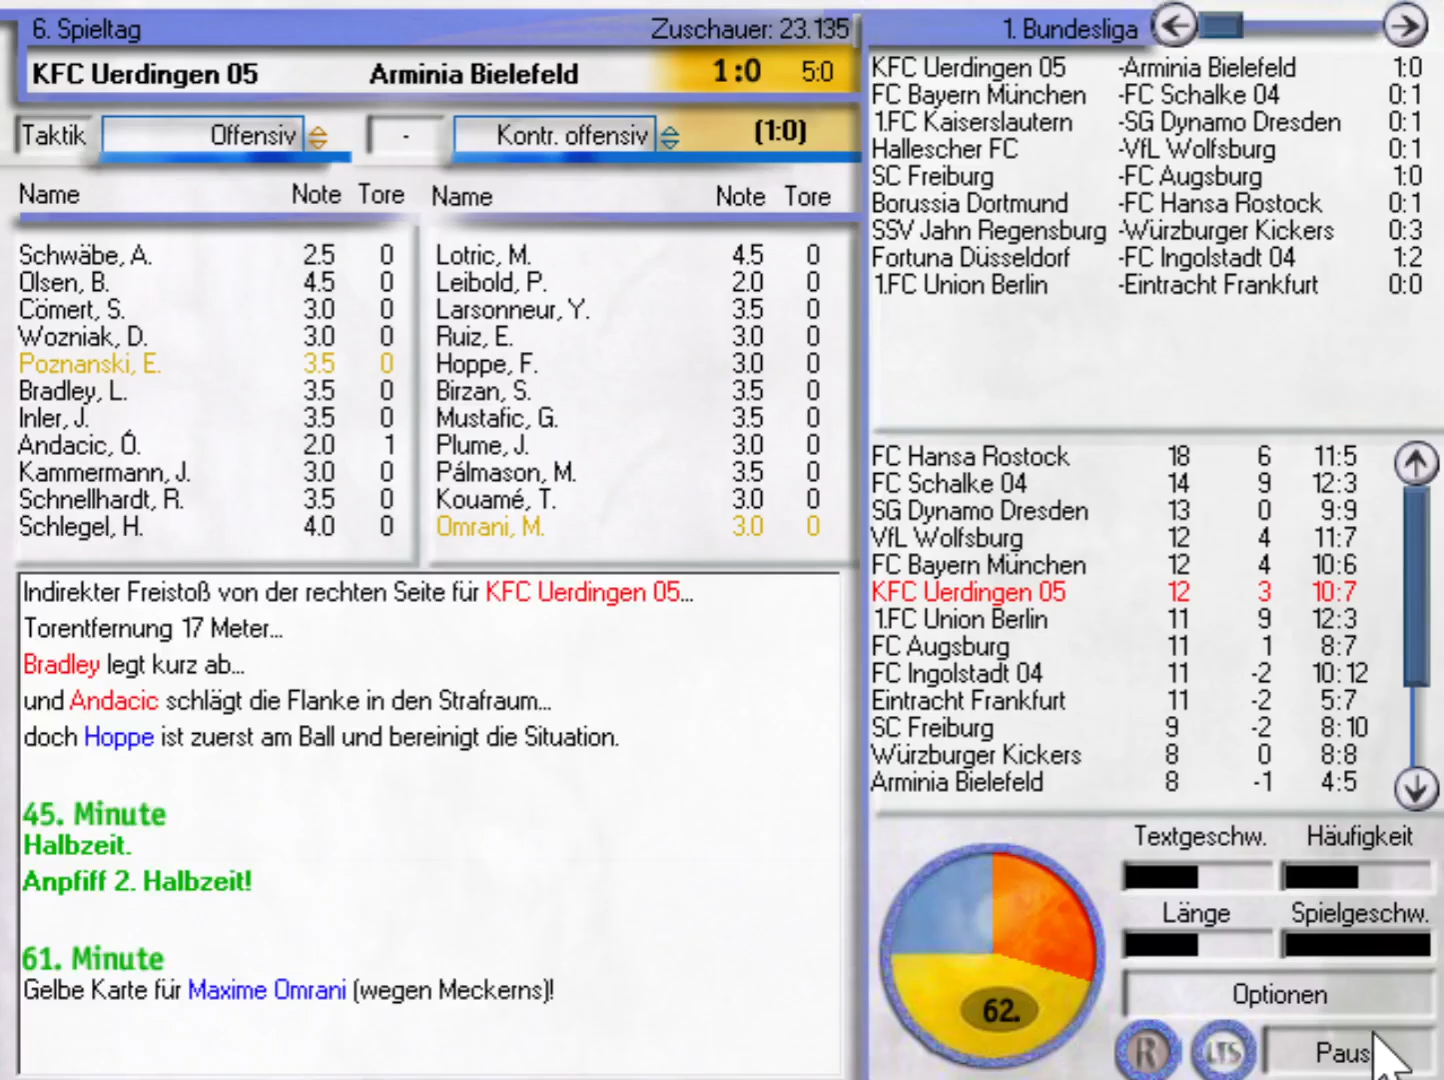 6. Spieltag Zuschauer: 23.135
KFC Uerdingen 05 Arminia Bielefeld 1:0 5:0
Taktik Offensiv - Kontr. offensiv (1:0)
Name Note Tore Name Note Tore
Schwäbe, A. 2.5 0 Lotric, M. 4.5 0
Olsen, B. 4.5 0 Leibold, P. 2.0 0
Cömert, S. 3.0 0 Larsonneur, Y. 3.5 0
Wozniak, D. 3.0 0 Ruiz, E. 3.0 0
Poznanski, E. 3.5 0 Hoppe, F. 3.0 0
Bradley, L. 3.5 0 Birzan, S. 3.5 0
Inler, J. 3.5 0 Mustafic, G. 3.5 0
Andacic, Ó. 2.0 1 Plume, J. 3.0 0
Kammermann, J. 3.0 0 Pálmason, M. 3.5 0
Schnellhardt, R. 3.5 0 Kouamé, T. 3.0 0
Schlegel, H. 4.0 0 Omrani, M. 3.0 0
Indirekter Freistoß von der rechten Seite für KFC Uerdingen 05...
Torentfernung 17 Meter...
Bradley legt kurz ab...
und Andacic schlägt die Flanke in den Strafraum...
doch Hoppe ist zuerst am Ball und bereinigt die Situation.
45. Minute
Halbzeit.
Anpfiff 2. Halbzeit!
61. Minute
Gelbe Karte für Maxime Omrani (wegen Meckerns)!
1. Bundesliga
KFC Uerdingen 05 -Arminia Bielefeld 1:0
FC Bayern München -FC Schalke 04 0:1
1.FC Kaiserslautern -SG Dynamo Dresden 0:1
Hallescher FC -VfL Wolfsburg 0:1
SC Freiburg -FC Augsburg 1:0
Borussia Dortmund -FC Hansa Rostock 0:1
SSV Jahn Regensburg -Würzburger Kickers 0:3
Fortuna Düsseldorf -FC Ingolstadt 04 1:2
1.FC Union Berlin -Eintracht Frankfurt 0:0
FC Hansa Rostock 18 6 11:5
FC Schalke 04 14 9 12:3
SG Dynamo Dresden 13 0 9:9
VfL Wolfsburg 12 4 11:7
FC Bayern München 12 4 10:6
KFC Uerdingen 05 12 3 10:7
1.FC Union Berlin 11 9 12:3
FC Augsburg 11 1 8:7
FC Ingolstadt 04 11 -2 10:12
Eintracht Frankfurt 11 -2 5:7
SC Freiburg 9 -2 8:10
Würzburger Kickers 8 0 8:8
Arminia Bielefeld 8 -1 4:5
Textgeschw. Häufigkeit
Länge Spielgeschw.
62.
Optionen
R LTS Paus